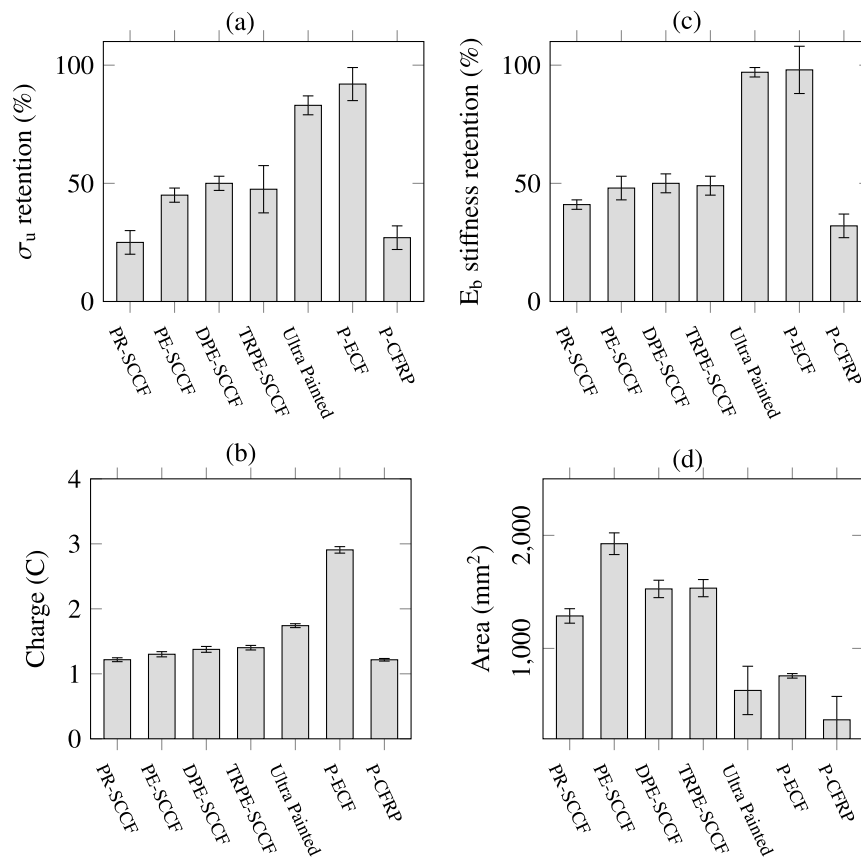 (a)
σu retention (%)
100
50
0
PR-SCCF
PE-SCCF
DPE-SCCF
TRPE-SCCF
Ultra Painted
P-ECF
P-CFRP
(c)
Eb stiffness retention (%)
100
50
0
PR-SCCF
PE-SCCF
DPE-SCCF
TRPE-SCCF
Ultra Painted
P-ECF
P-CFRP
(b)
Charge (C)
4
3
2
1
0
PR-SCCF
PE-SCCF
DPE-SCCF
TRPE-SCCF
Ultra Painted
P-ECF
P-CFRP
(d)
Area (mm²)
2,000
1,000
PR-SCCF
PE-SCCF
DPE-SCCF
TRPE-SCCF
Ultra Painted
P-ECF
P-CFRP